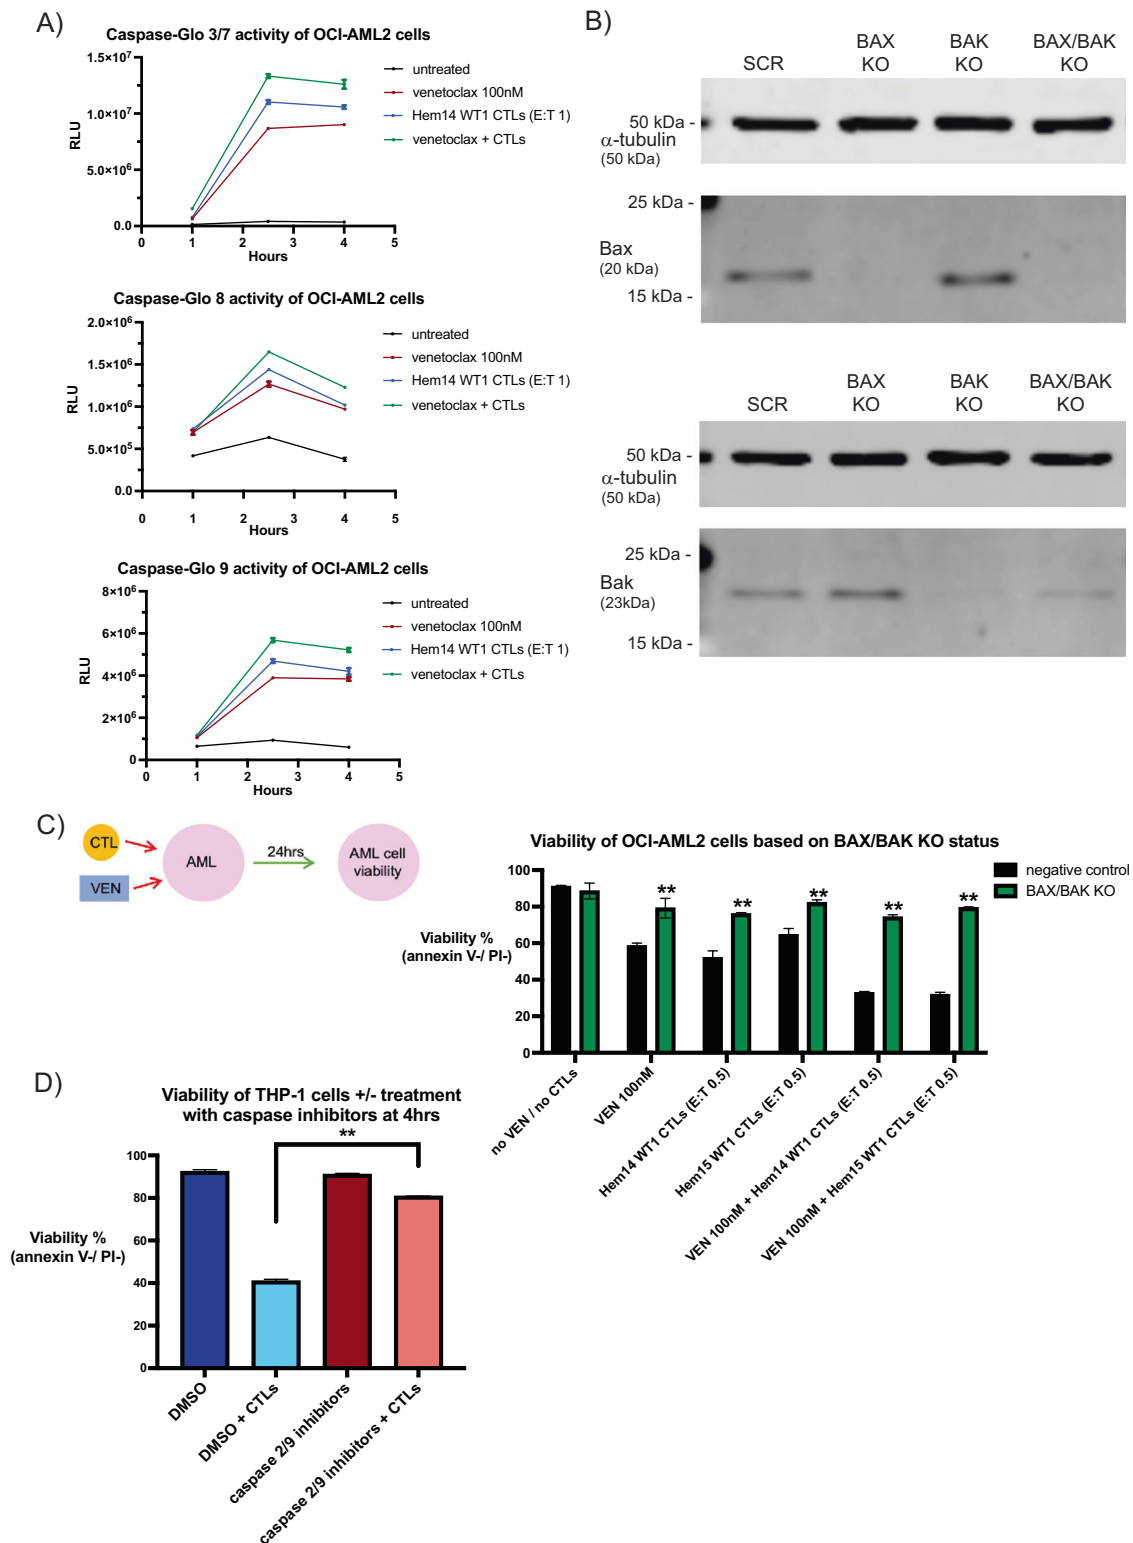 A)
Caspase-Glo 3/7 activity of OCI-AML2 cells
1.5×10⁷
1.0×10⁷
5.0×10⁶
0.0
RLU
0 1 2 3 4 5
Hours
untreated
venetoclax 100nM
Hem14 WT1 CTLs (E:T 1)
venetoclax + CTLs
Caspase-Glo 8 activity of OCI-AML2 cells
2.0×10⁶
1.5×10⁶
1.0×10⁶
5.0×10⁵
0.0
RLU
0 1 2 3 4 5
Hours
untreated
venetoclax 100nM
Hem14 WT1 CTLs (E:T 1)
venetoclax + CTLs
Caspase-Glo 9 activity of OCI-AML2 cells
8×10⁶
6×10⁶
4×10⁶
2×10⁶
0
RLU
0 1 2 3 4 5
Hours
untreated
venetoclax 100nM
Hem14 WT1 CTLs (E:T 1)
venetoclax + CTLs
B)
SCR BAX KO BAK KO BAX/BAK KO
50 kDa -
α-tubulin
(50 kDa)
25 kDa -
Bax
(20 kDa)
15 kDa -
SCR BAX KO BAK KO BAX/BAK KO
50 kDa -
α-tubulin
(50 kDa)
25 kDa -
Bak
(23kDa)
15 kDa -
C)
CTL
VEN
AML
24hrs
AML cell
viability
Viability of OCI-AML2 cells based on BAX/BAK KO status
negative control
BAX/BAK KO
Viability %
(annexin V-/ PI-)
100
80
60
40
20
0
** ** ** ** **
no VEN / no CTLs
VEN 100nM
Hem14 WT1 CTLs (E:T 0.5)
Hem15 WT1 CTLs (E:T 0.5)
VEN 100nM + Hem14 WT1 CTLs (E:T 0.5)
VEN 100nM + Hem15 WT1 CTLs (E:T 0.5)
D)
Viability of THP-1 cells +/- treatment
with caspase inhibitors at 4hrs
**
Viability %
(annexin V-/ PI-)
100
80
60
40
20
0
DMSO
DMSO + CTLs
caspase 2/9 inhibitors
caspase 2/9 inhibitors + CTLs